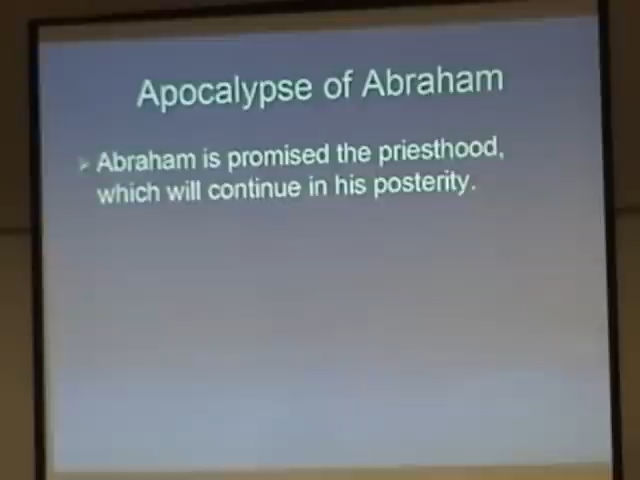 Apocalypse of Abraham
Abraham is promised the priesthood,
which will continue in his posterity.